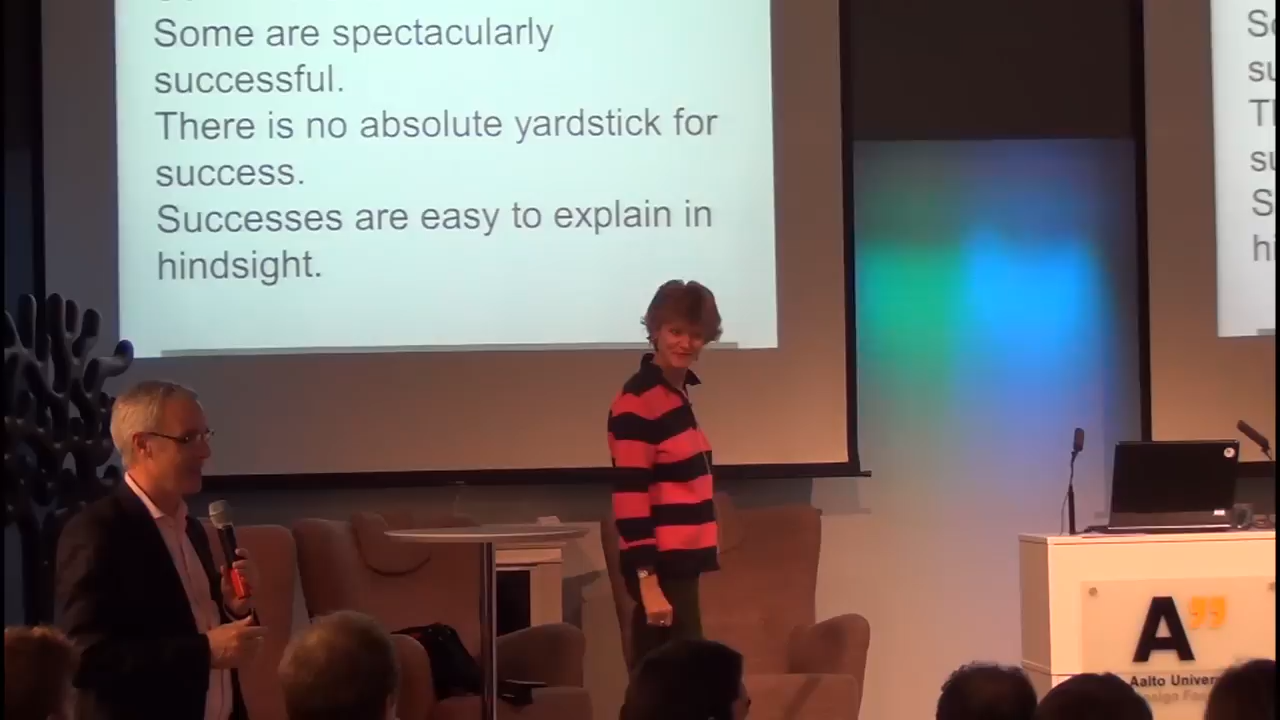 Some are spectacularly
successful.
There is no absolute yardstick for
success.
Successes are easy to explain in
hindsight.
A”
Aalto Univer